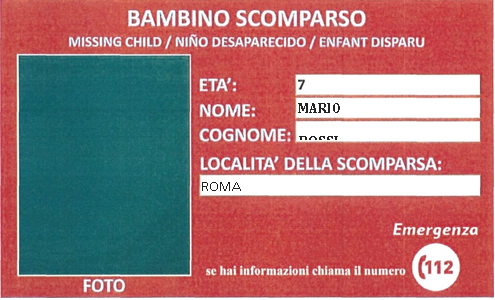 BAMBINO SCOMPARSO
MISSING CHILD / NIÑO DESAPARECIDO / ENFANT DISPARU
ETA': 7
NOME: MARIO
COGNOME: ROSSI
LOCALITA' DELLA SCOMPARSA:
ROMA
Emergenza
se hai informazioni chiama il numero 112
FOTO